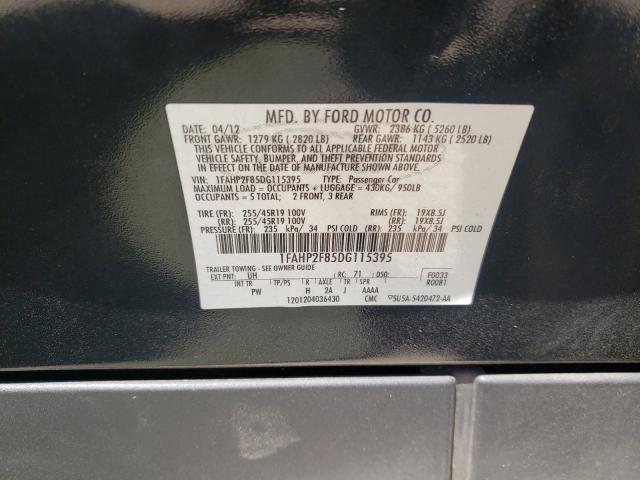 MFD. BY FORD MOTOR CO.
DATE: 04/12 GVWR: 2386 KG ( 5260 LB)
FRONT GAWR: 1279 KG ( 2820 LB) REAR GAWR: 1143 KG ( 2520 LB)
THIS VEHICLE CONFORMS TO ALL APPLICABLE FEDERAL MOTOR
VEHICLE SAFETY, BUMPER, AND THEFT PREVENTION STANDARDS IN
EFFECT ON THE DATE OF MANUFACTURE SHOWN ABOVE.
VIN: 1FAHP2F85DG115395 TYPE: Passenger Car
MAXIMUM LOAD = OCCUPANTS + LUGGAGE = 430KG/ 950LB
OCCUPANTS = 5 TOTAL; 2 FRONT, 3 REAR
TIRE (FR): 255/45R19 100V RIMS (FR): 19X8.5J
(RR): 255/45R19 100V (RR): 19X8.5J
PRESSURE (FR): 235 kPa/ 34 PSI COLD (RR): 235 kPa/ 34 PSI COLD
1FAHP2F85DG115395
TRAILER TOWING - SEE OWNER GUIDE
EXT PNT: UH RC: 71 DSO: F0033
INT TR TP/PS R AXLE TR SPR R0081
PW H 2A J AAAA
1201204036430 CMC SU5A-5420472-AA